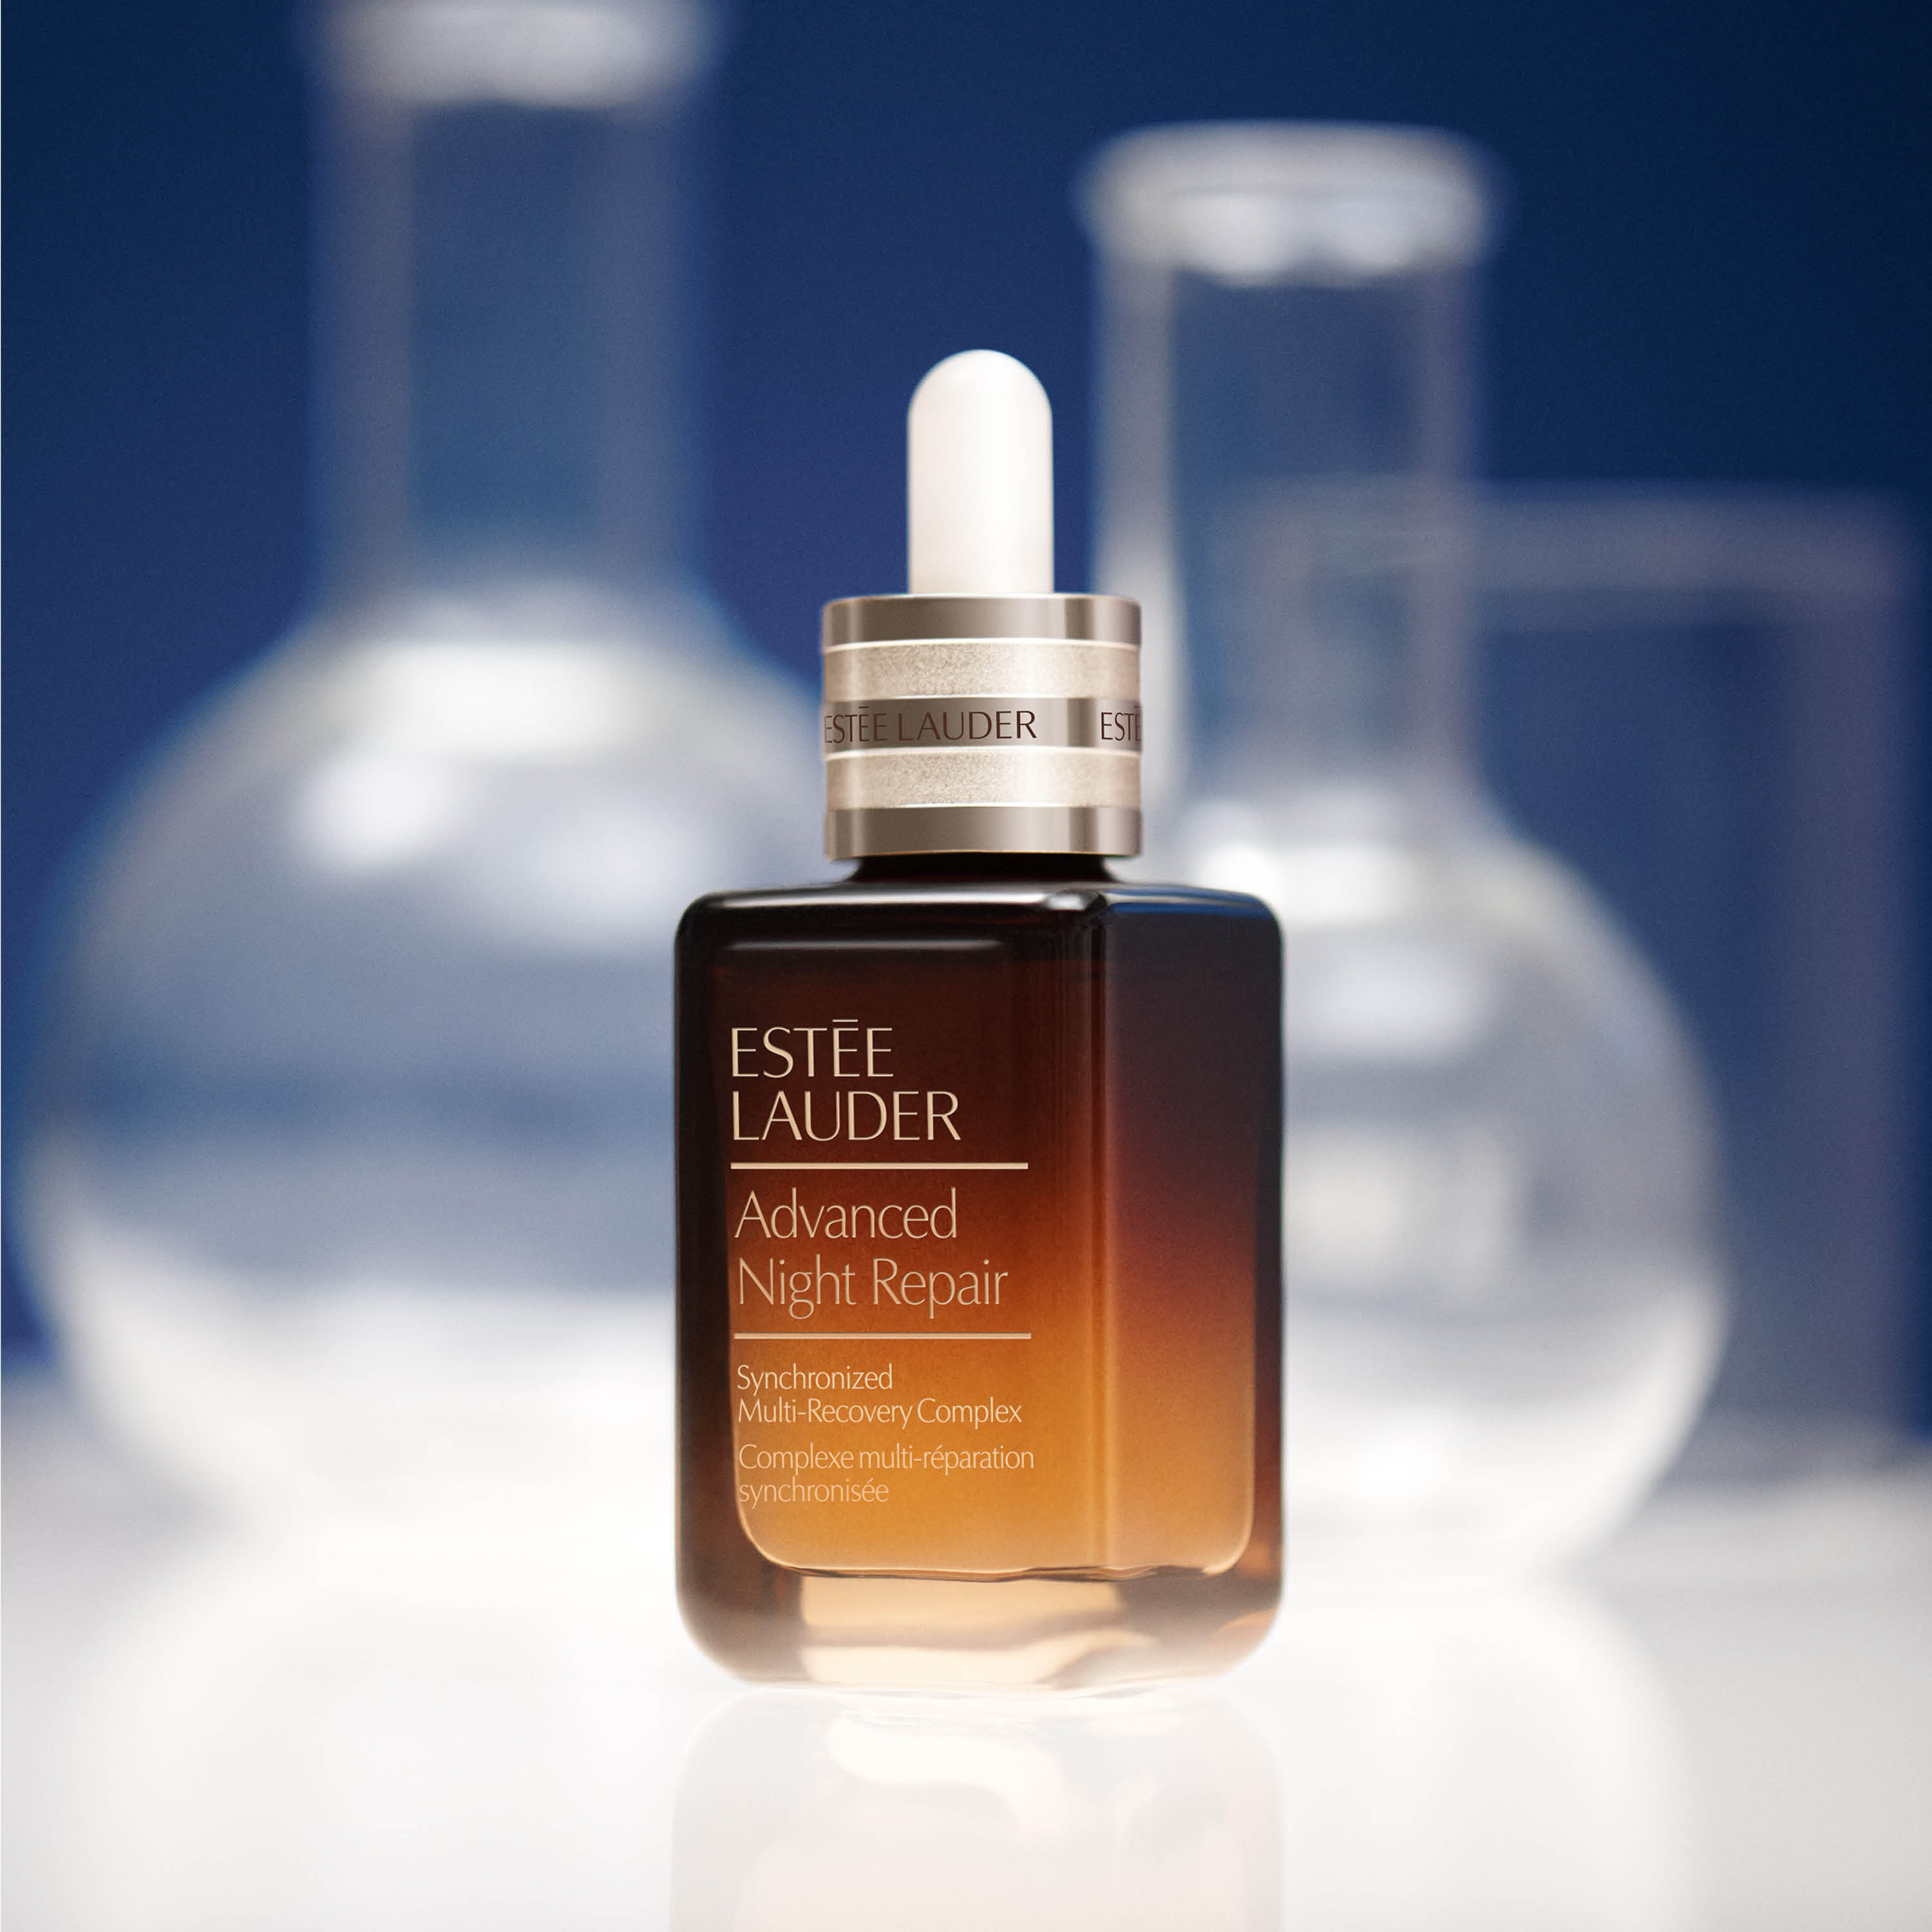 ESTĒE LAUDER
ESTĒE
LAUDER
Advanced
Night Repair
Synchronized
Multi-Recovery Complex
Complexe multi-réparation
synchronisée